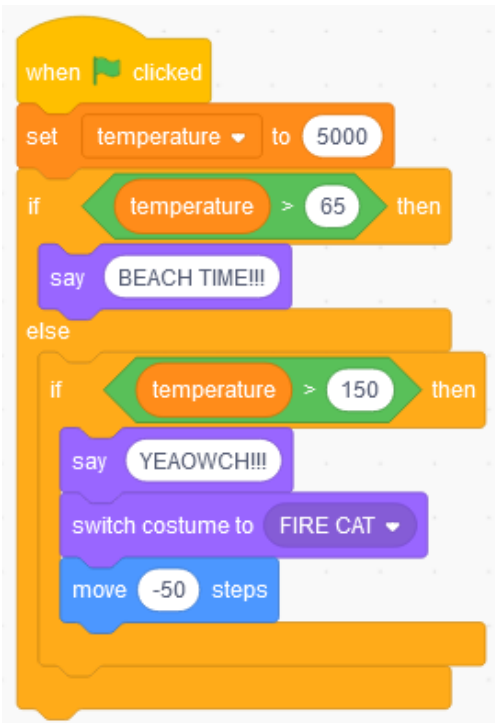 when clicked
set temperature to 5000
if temperature > 65 then
say BEACH TIME!!!
else
if temperature > 150 then
say YEAOWCH!!!
switch costume to FIRE CAT
move -50 steps